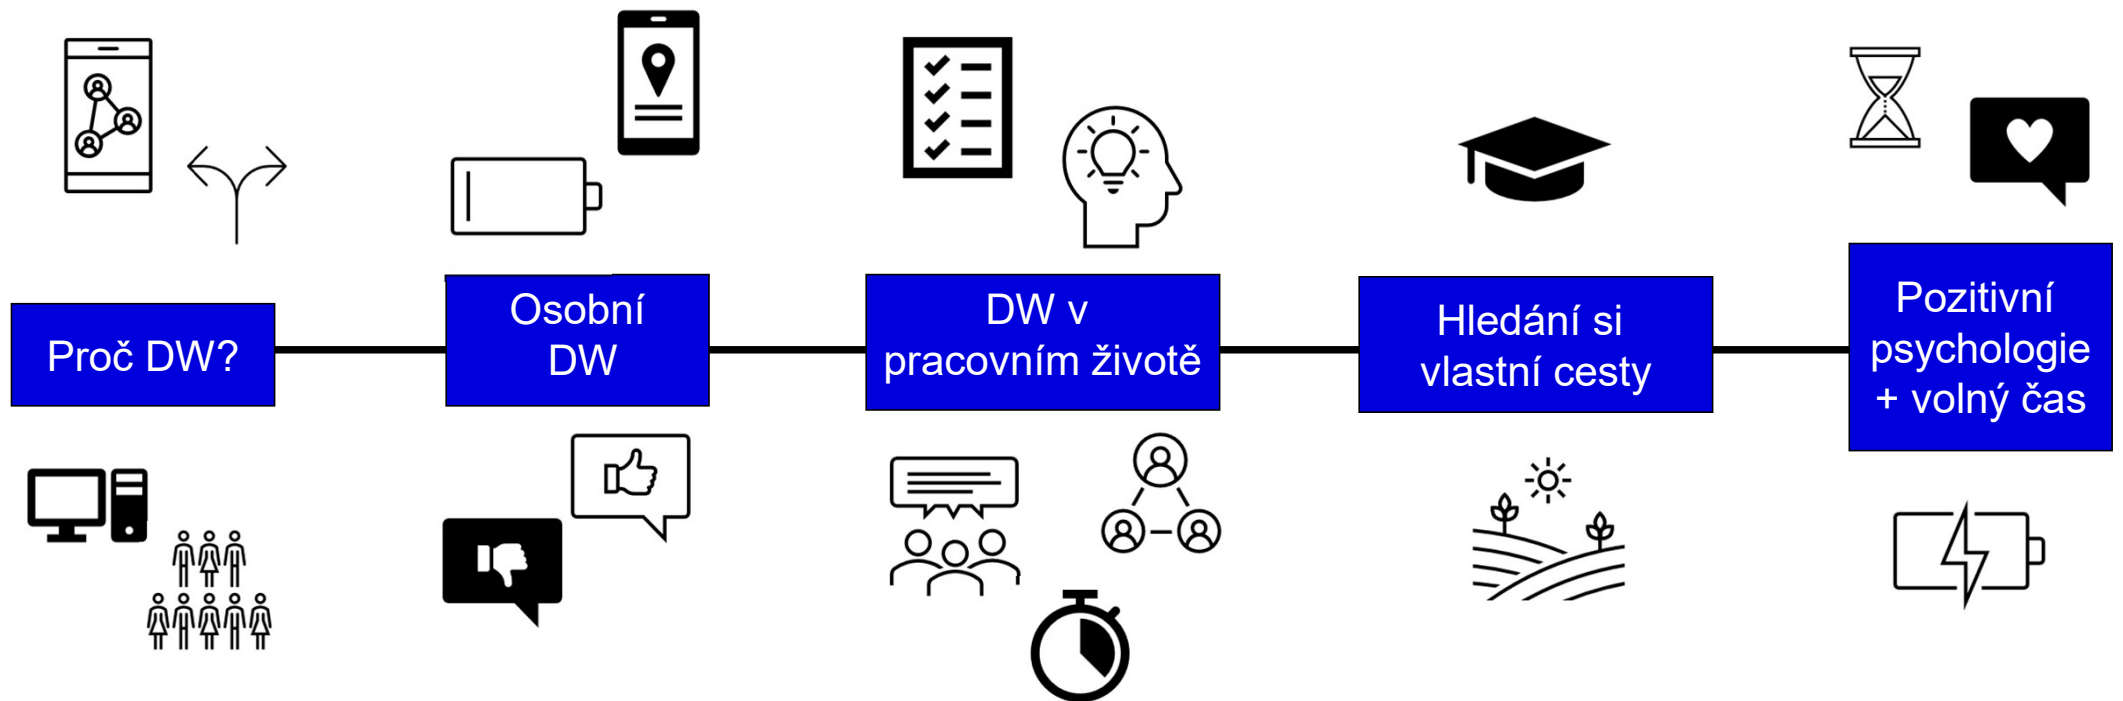 Proč DW?
Osobní
DW
DW v
pracovním životě
Hledání si
vlastní cesty
Pozitivní
psychologie
+ volný čas